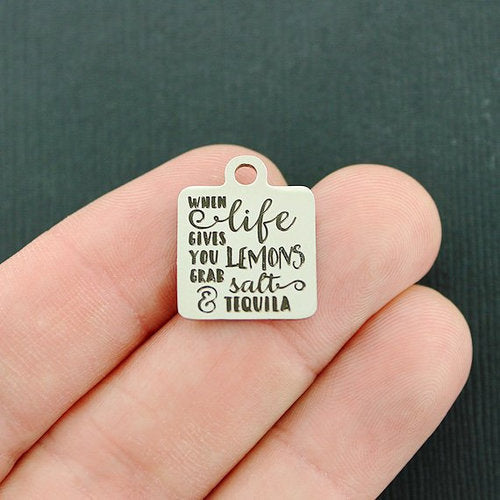 WHEN life
GIVES
YOU LEMONS
GRAB salt
& TEQUILA